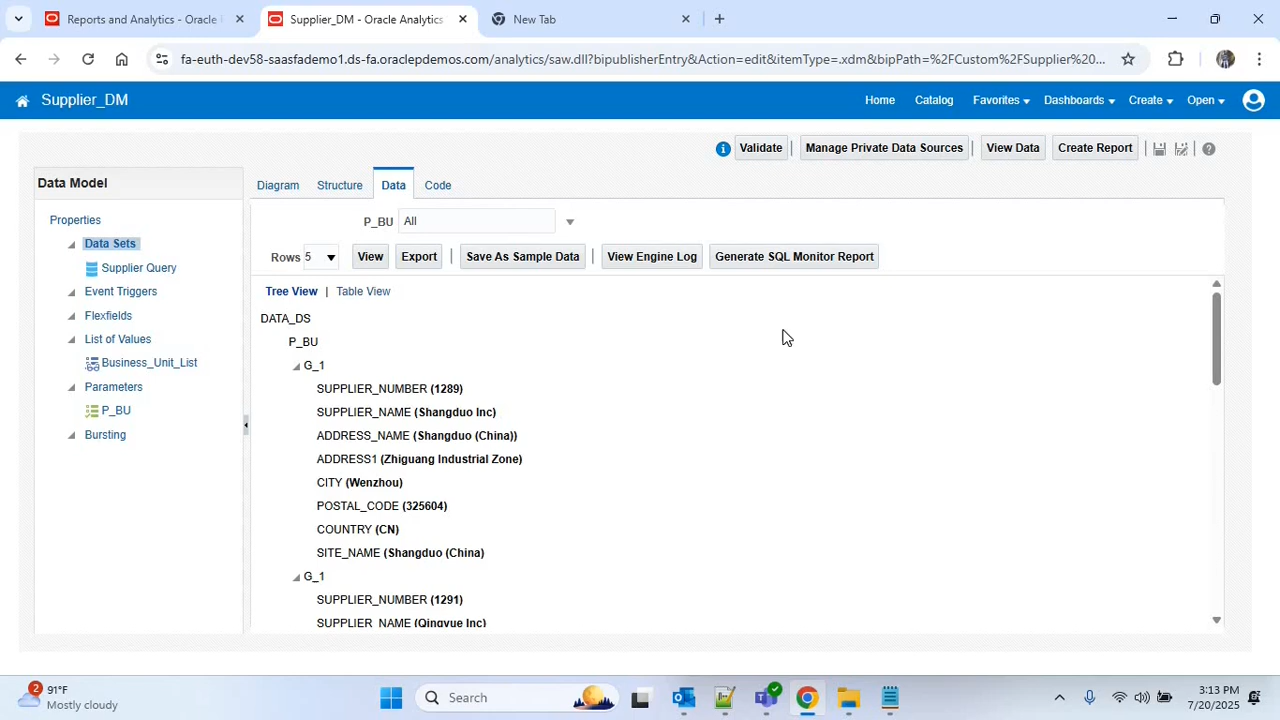 Reports and Analytics - Oracle
Supplier_DM - Oracle Analytics
New Tab
fa-euth-dev58-saasfademo1.ds-fa.oraclepdemos.com/analytics/saw.dll?bipublisherEntry&Action=edit&itemType=.xdm&bipPath=%2FCustom%2FSupplier%20...
Supplier_DM
Home Catalog Favorites Dashboards Create Open
Validate | Manage Private Data Sources | View Data Create Report
Data Model
Properties
Data Sets
Supplier Query
Event Triggers
Flexfields
List of Values
Business_Unit_List
Parameters
P_BU
Bursting
Diagram Structure Data Code
P_BU All
Rows 5 View Export | Save As Sample Data | View Engine Log Generate SQL Monitor Report
Tree View | Table View
DATA_DS
P_BU
G_1
SUPPLIER_NUMBER (1289)
SUPPLIER_NAME (Shangduo Inc)
ADDRESS_NAME (Shangduo (China))
ADDRESS1 (Zhiguang Industrial Zone)
CITY (Wenzhou)
POSTAL_CODE (325604)
COUNTRY (CN)
SITE_NAME (Shangduo (China)
G_1
SUPPLIER_NUMBER (1291)
SUPPLIER_NAME (Qingyue Inc)
2
91°F
Mostly cloudy
Search
3:13 PM
7/20/2025